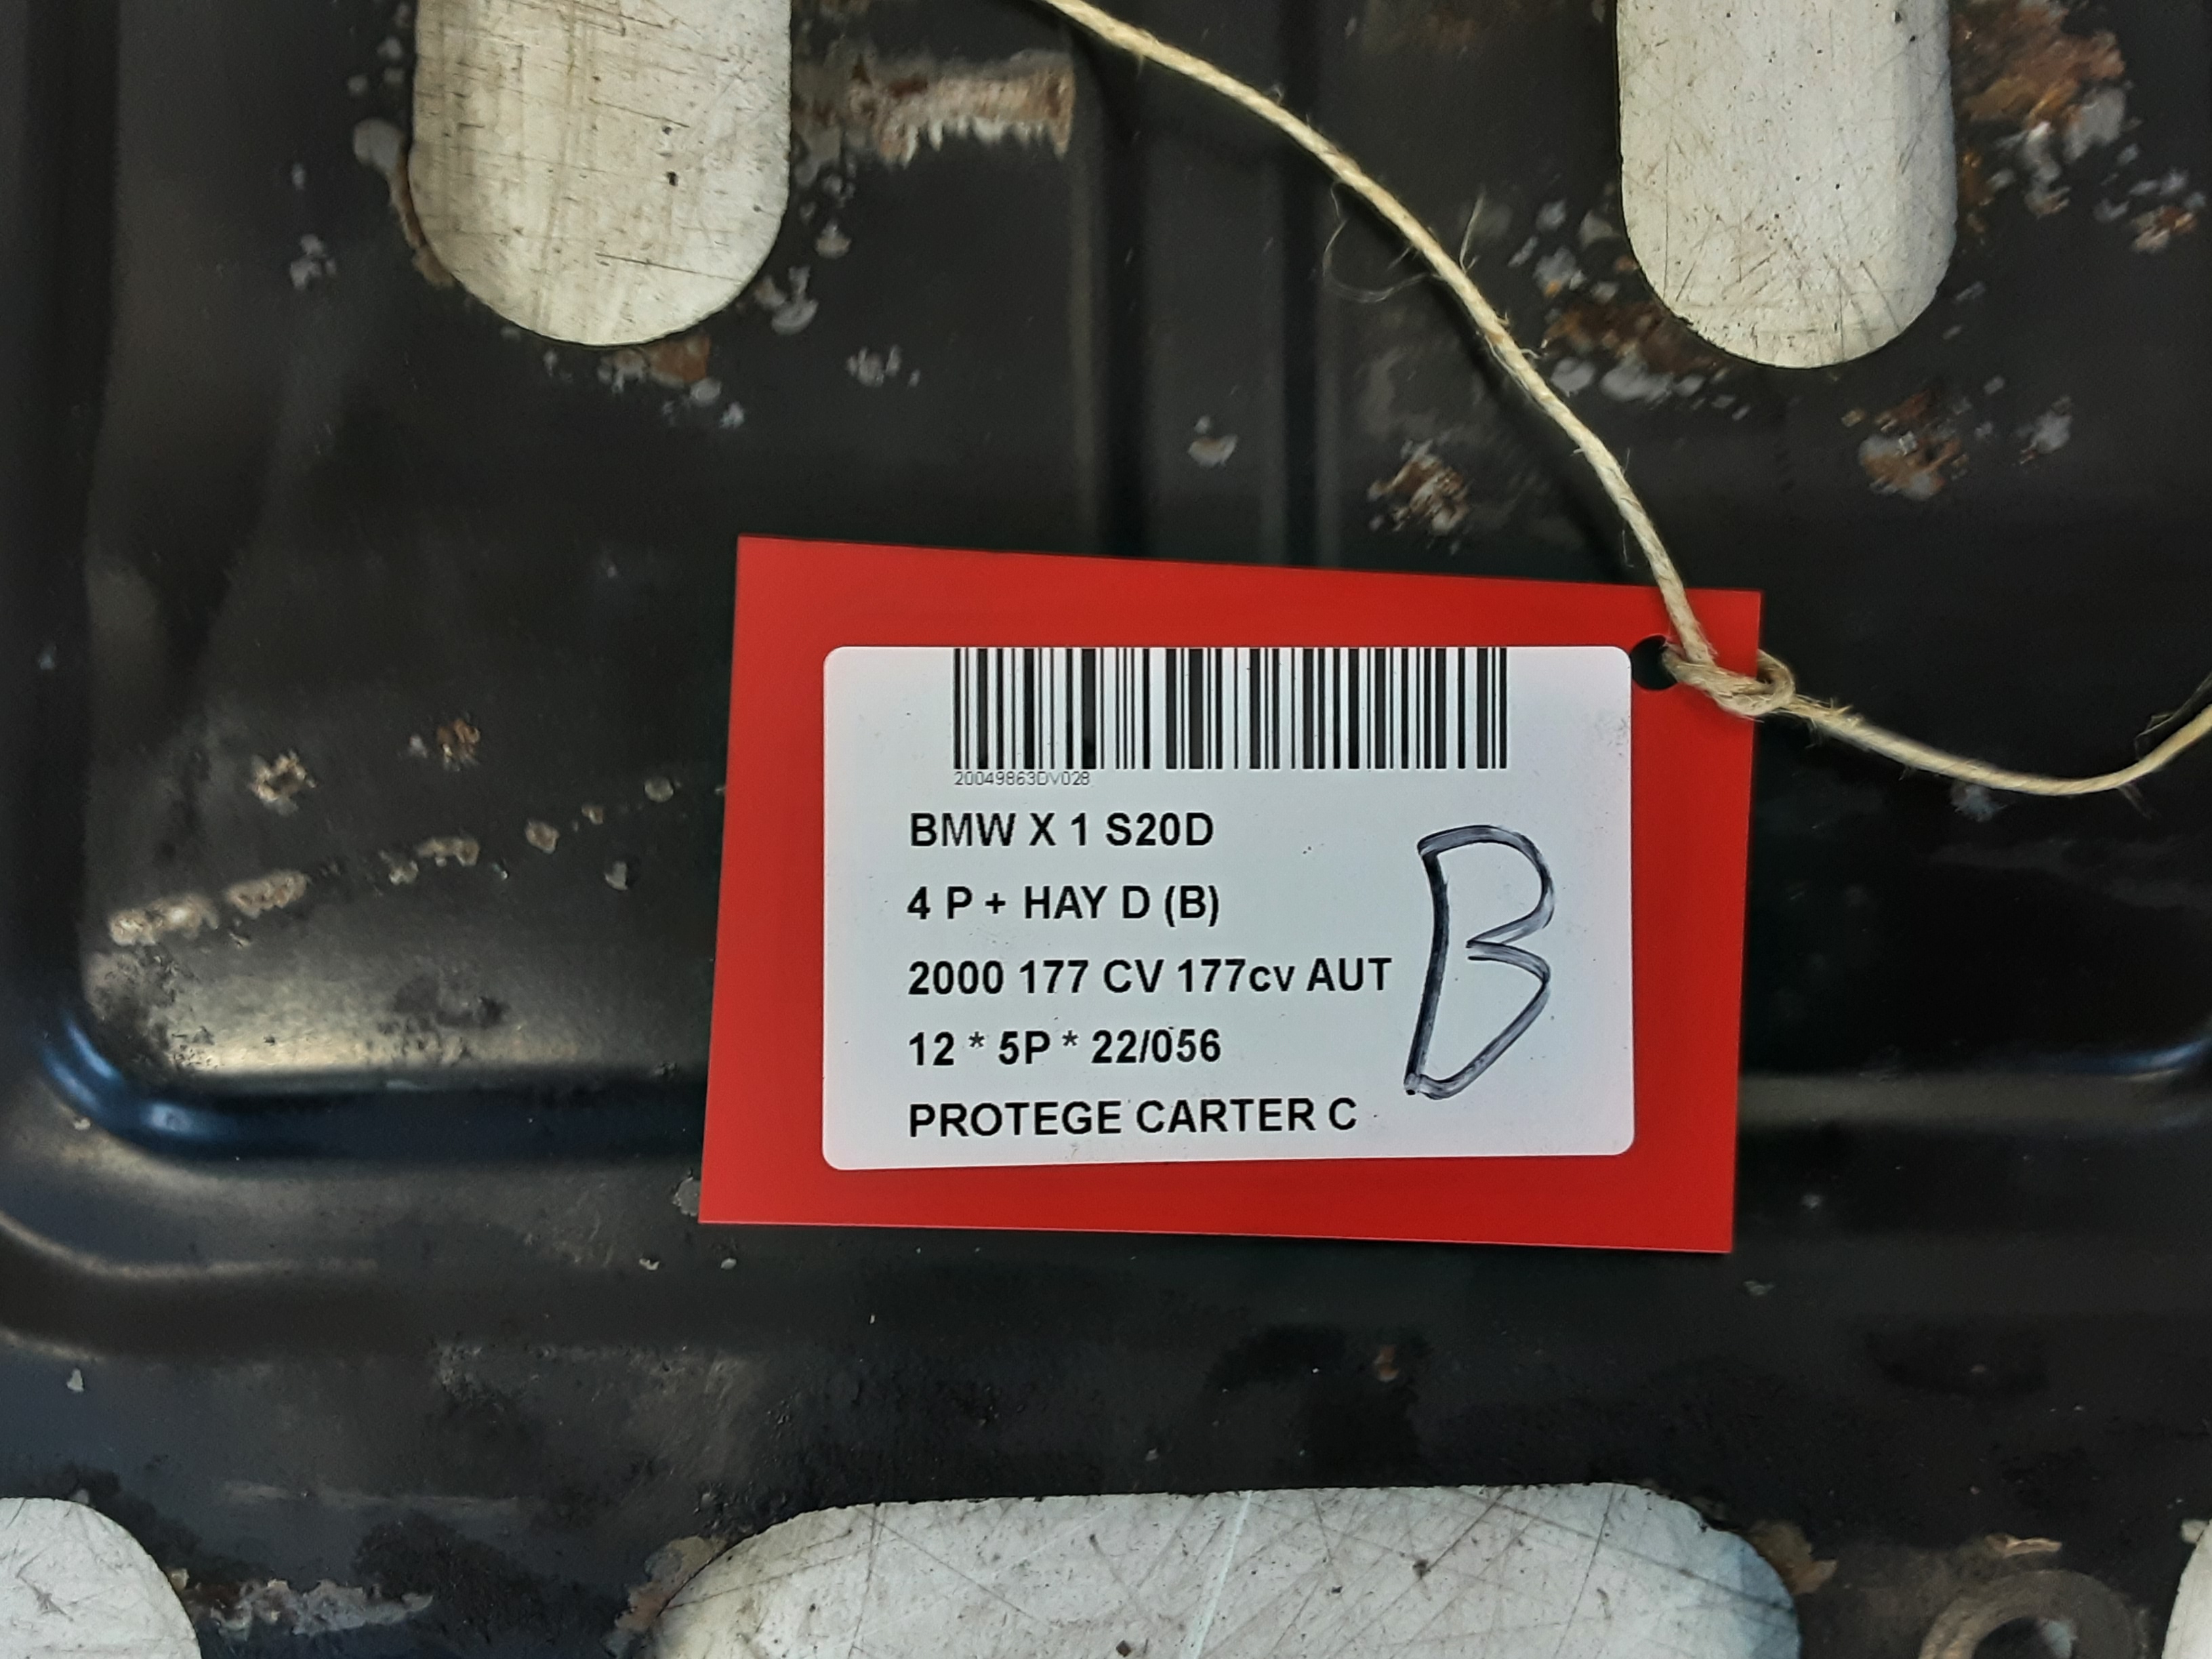 20049863DV028
BMW X 1 S20D
4 P + HAY D (B)
2000 177 CV 177cv AUT
12 * 5P * 22/056
PROTEGE CARTER C
B